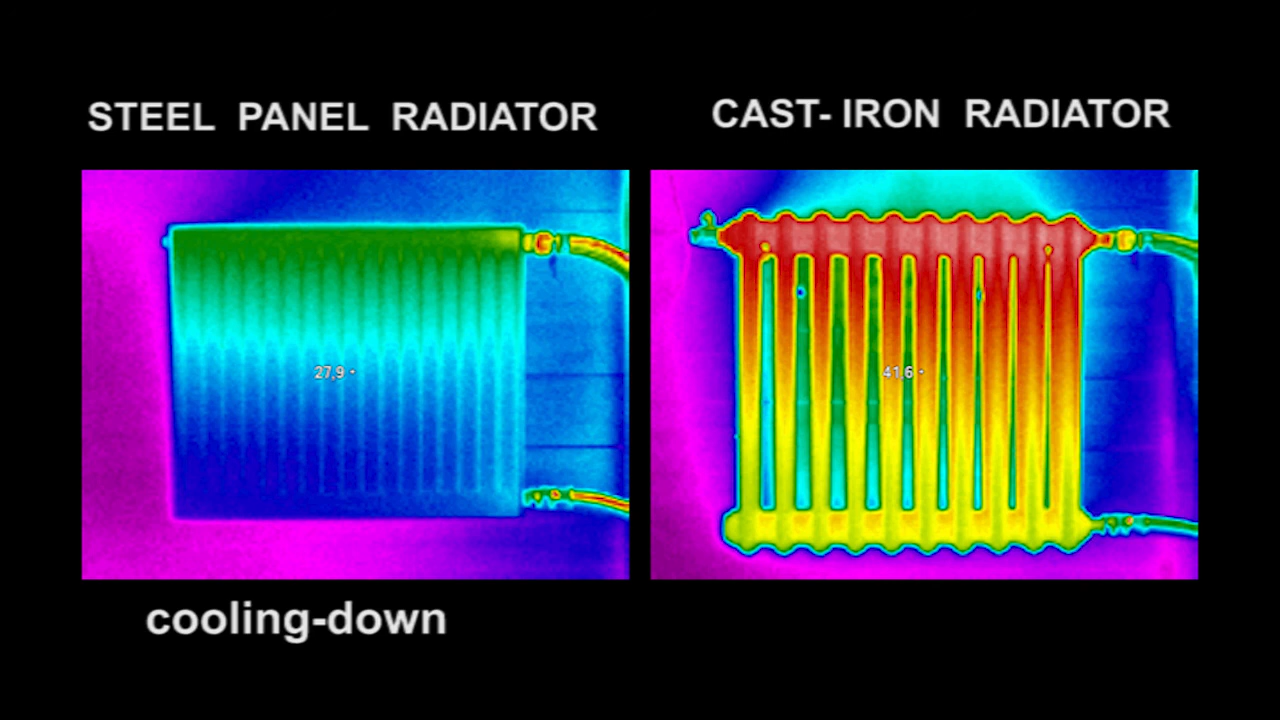 STEEL PANEL RADIATOR
CAST- IRON RADIATOR
27,9
41,6
cooling-down